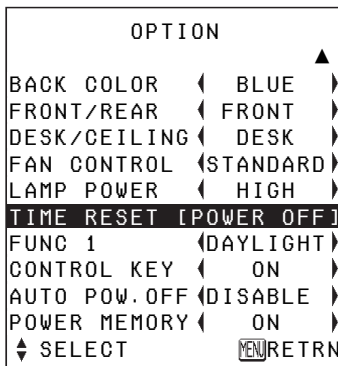 OPTION
BACK COLOR BLUE
FRONT/REAR FRONT
DESK/CEILING DESK
FAN CONTROL STANDARD
LAMP POWER HIGH
TIME RESET [POWER OFF]
FUNC 1 DAYLIGHT
CONTROL KEY ON
AUTO POW.OFF DISABLE
POWER MEMORY ON
SELECT MENU RETRN